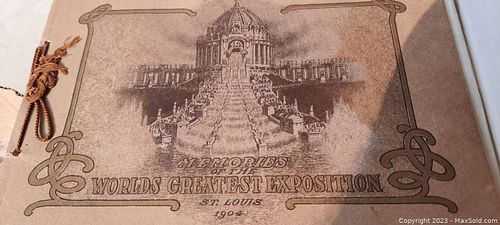 MEMORIES
OF THE
WORLDS GREATEST EXPOSITION
ST. LOUIS
1904
Copyright 2023 - MaxSold.com